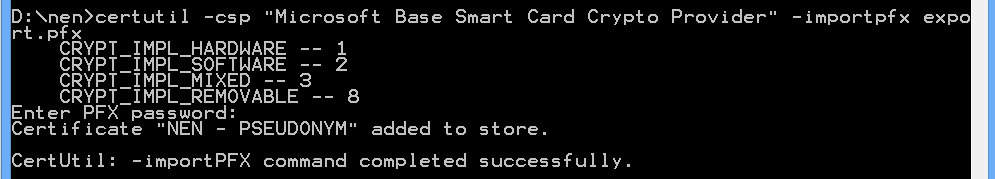 D:\nen>certutil -csp "Microsoft Base Smart Card Crypto Provider" -importpfx expo
rt.pfx
    CRYPT_IMPL_HARDWARE -- 1
    CRYPT_IMPL_SOFTWARE -- 2
    CRYPT_IMPL_MIXED -- 3
    CRYPT_IMPL_REMOVABLE -- 8
Enter PFX password:
Certificate "NEN - PSEUDONYM" added to store.

CertUtil: -importPFX command completed successfully.